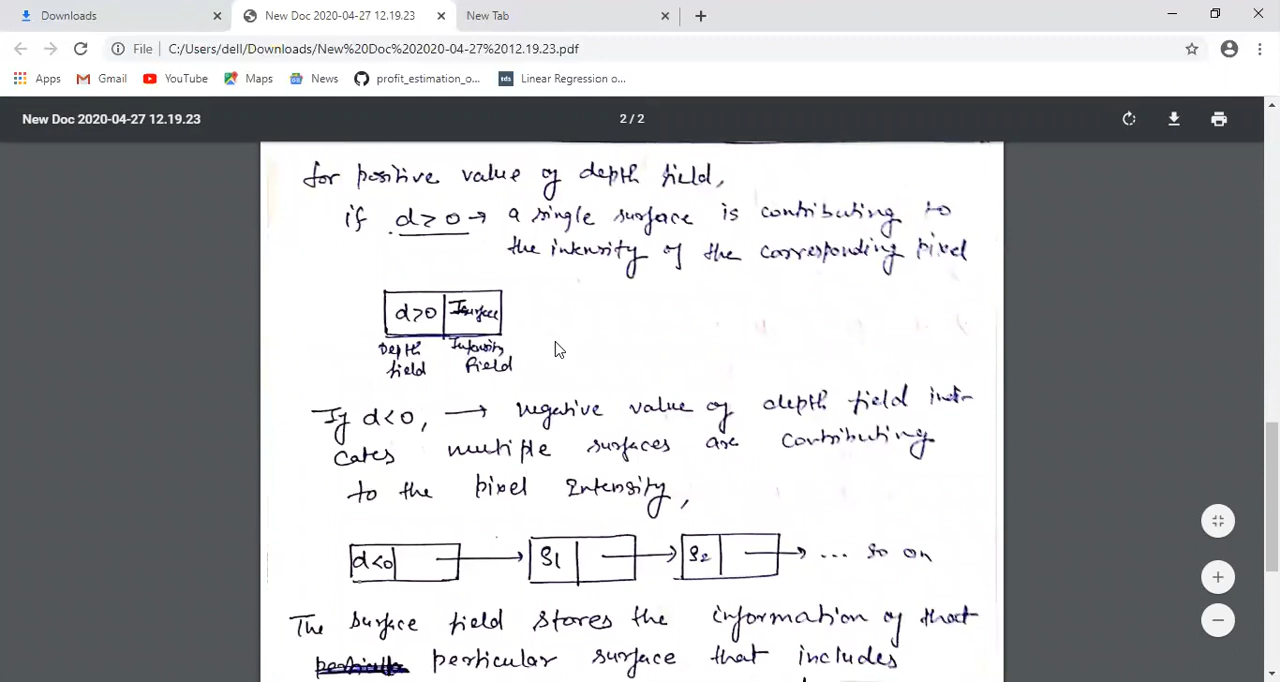 Downloads
New Doc 2020-04-27 12.19.23
New Tab
File
C:/Users/dell/Downloads/New%20Doc%202020-04-27%2012.19.23.pdf
Apps
Gmail
YouTube
Maps
News
profit_estimation_o...
Linear Regression o...
New Doc 2020-04-27 12.19.23
2 / 2
for positive value of depth field,
if d≥0 → a single surface is contributing to
the intensity of the corresponding pixel
d>0 Isurface
Depth Intensity
field Field
If d<0, → negative value of depth field
cates multiple surfaces are contributing
to the pixel Intensity,
d<0 → S1 → S2 → ... so on
The surface field stores the information of that
perticular surface that includes